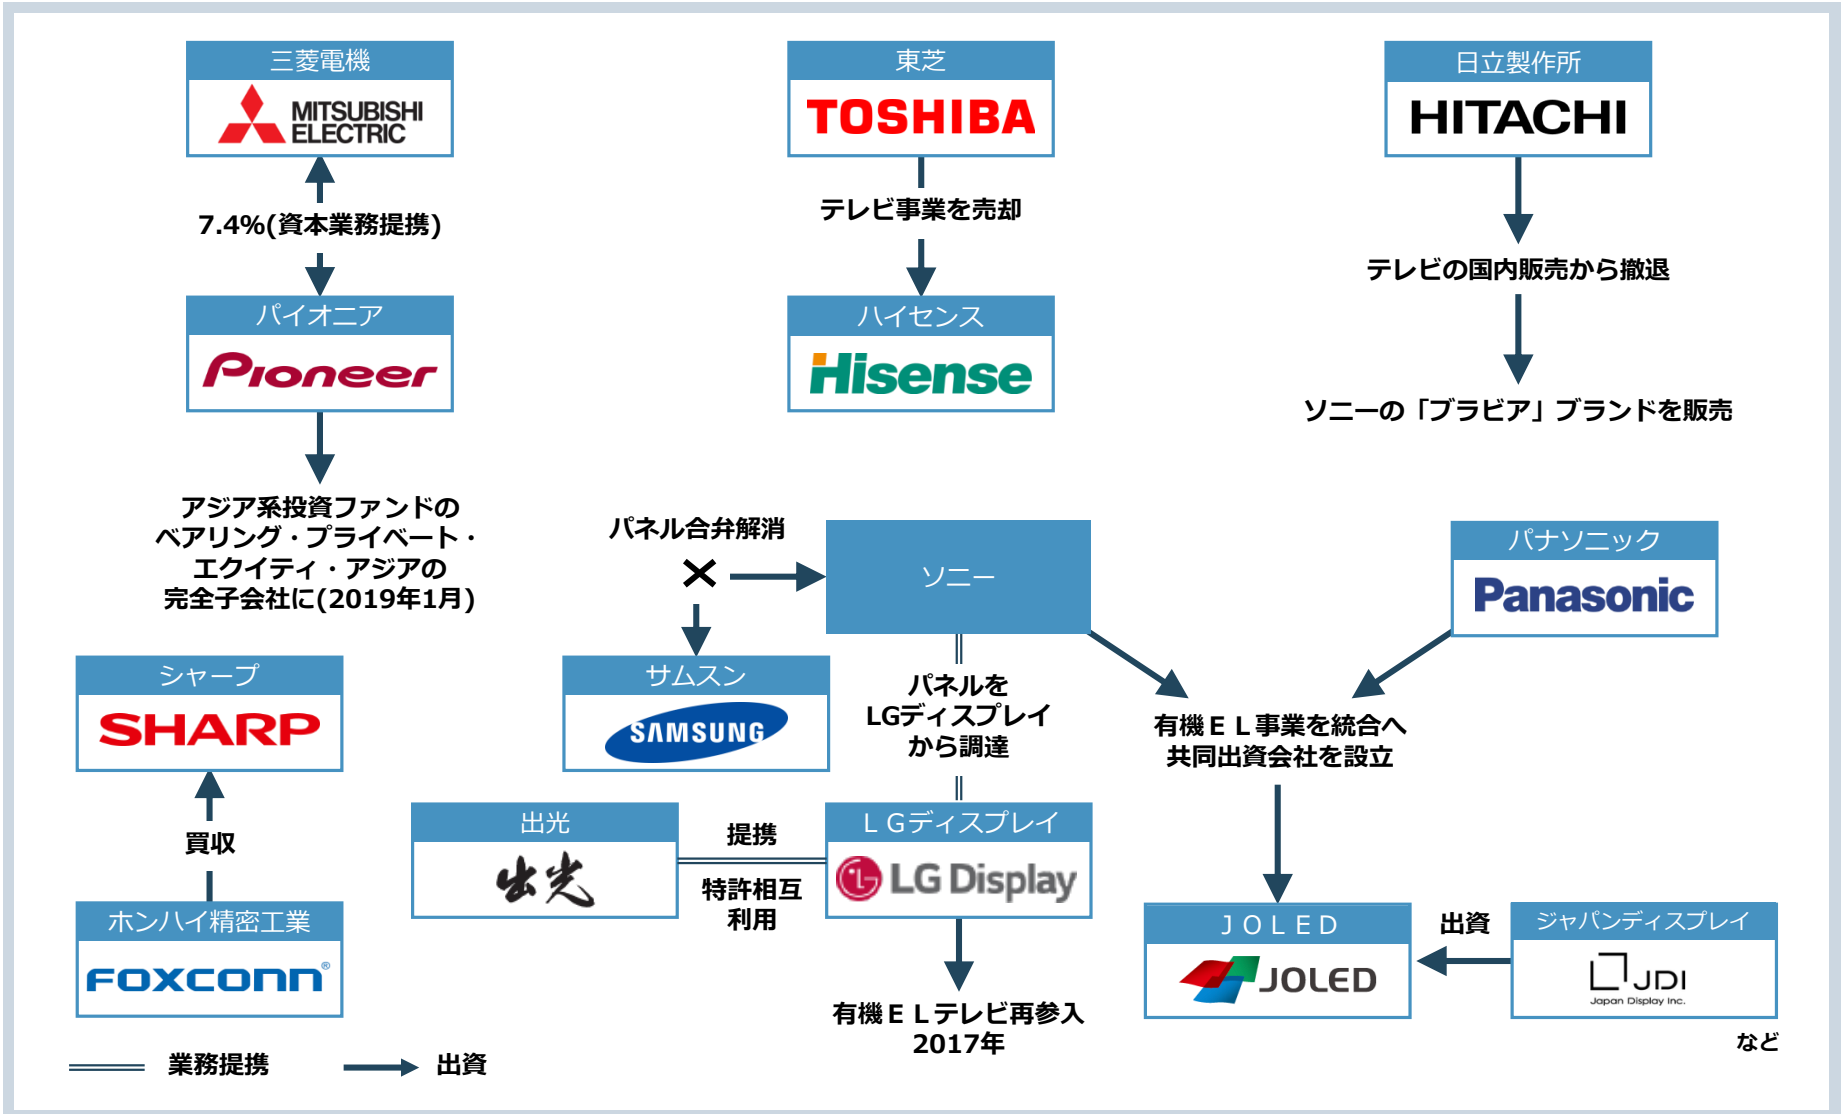 三菱電機
MITSUBISHI
ELECTRIC
7.4%(資本業務提携)
パイオニア
Pioneer
アジア系投資ファンドの
ベアリング・プライベート・
エクイティ・アジアの
完全子会社に(2019年1月)
東芝
TOSHIBA
テレビ事業を売却
ハイセンス
Hisense
日立製作所
HITACHI
テレビの国内販売から撤退
ソニーの「ブラビア」ブランドを販売
パネル合弁解消
ソニー
パナソニック
Panasonic
シャープ
SHARP
買収
ホンハイ精密工業
FOXCONN®
サムスン
SAMSUNG
パネルを
LGディスプレイ
から調達
有機ＥＬ事業を統合へ
共同出資会社を設立
出光
出光
提携
特許相互
利用
ＬＧディスプレイ
LG Display
有機ＥＬテレビ再参入
2017年
ＪＯＬＥＤ
JOLED
出資
ジャパンディスプレイ
JDI
Japan Display Inc.
など
業務提携
出資